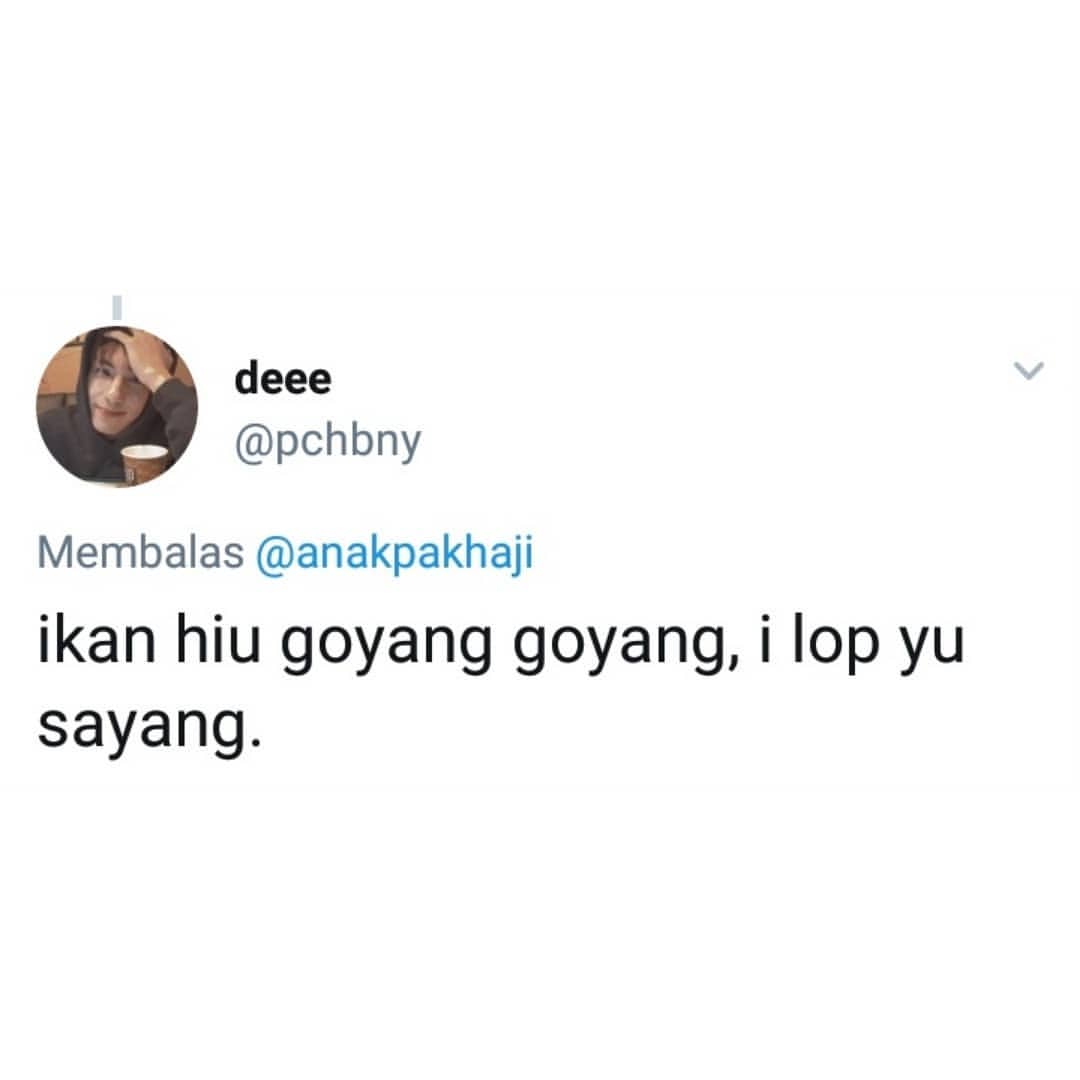 deee
@pchbny
Membalas @anakpakhaji
ikan hiu goyang goyang, i lop yu
sayang.